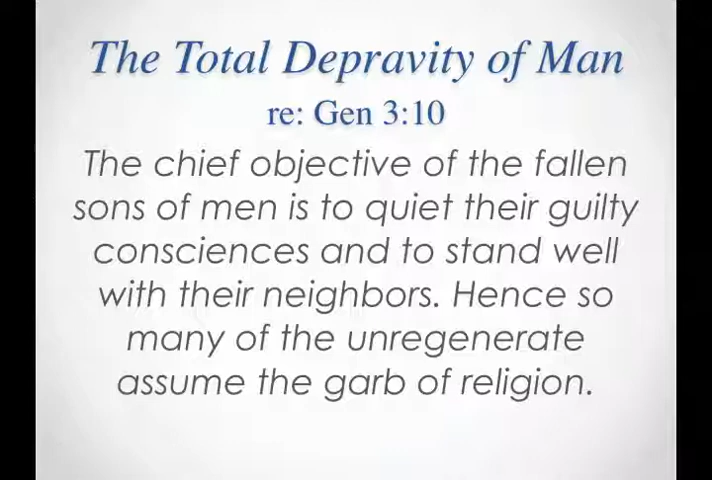 The Total Depravity of Man
re: Gen 3:10
The chief objective of the fallen
sons of men is to quiet their guilty
consciences and to stand well
with their neighbors. Hence so
many of the unregenerate
assume the garb of religion.